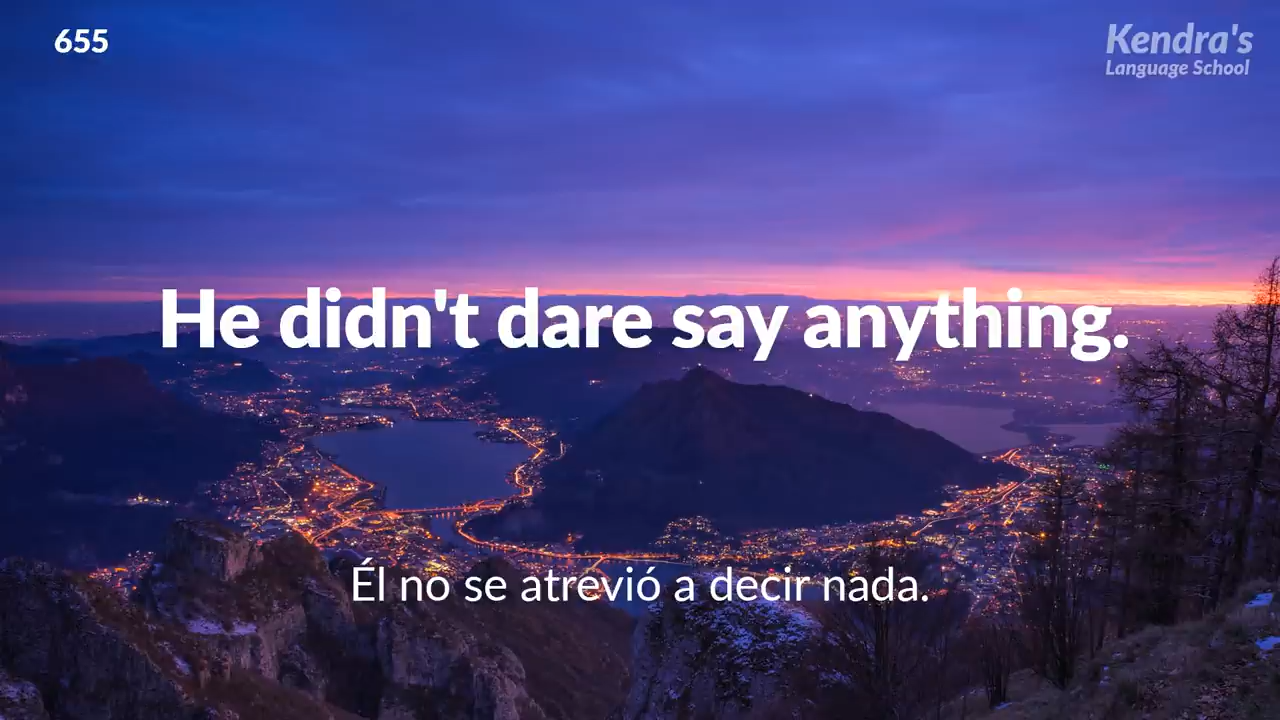 655
Kendra's
Language School
He didn't dare say anything.
Él no se atrevió a decir nada.